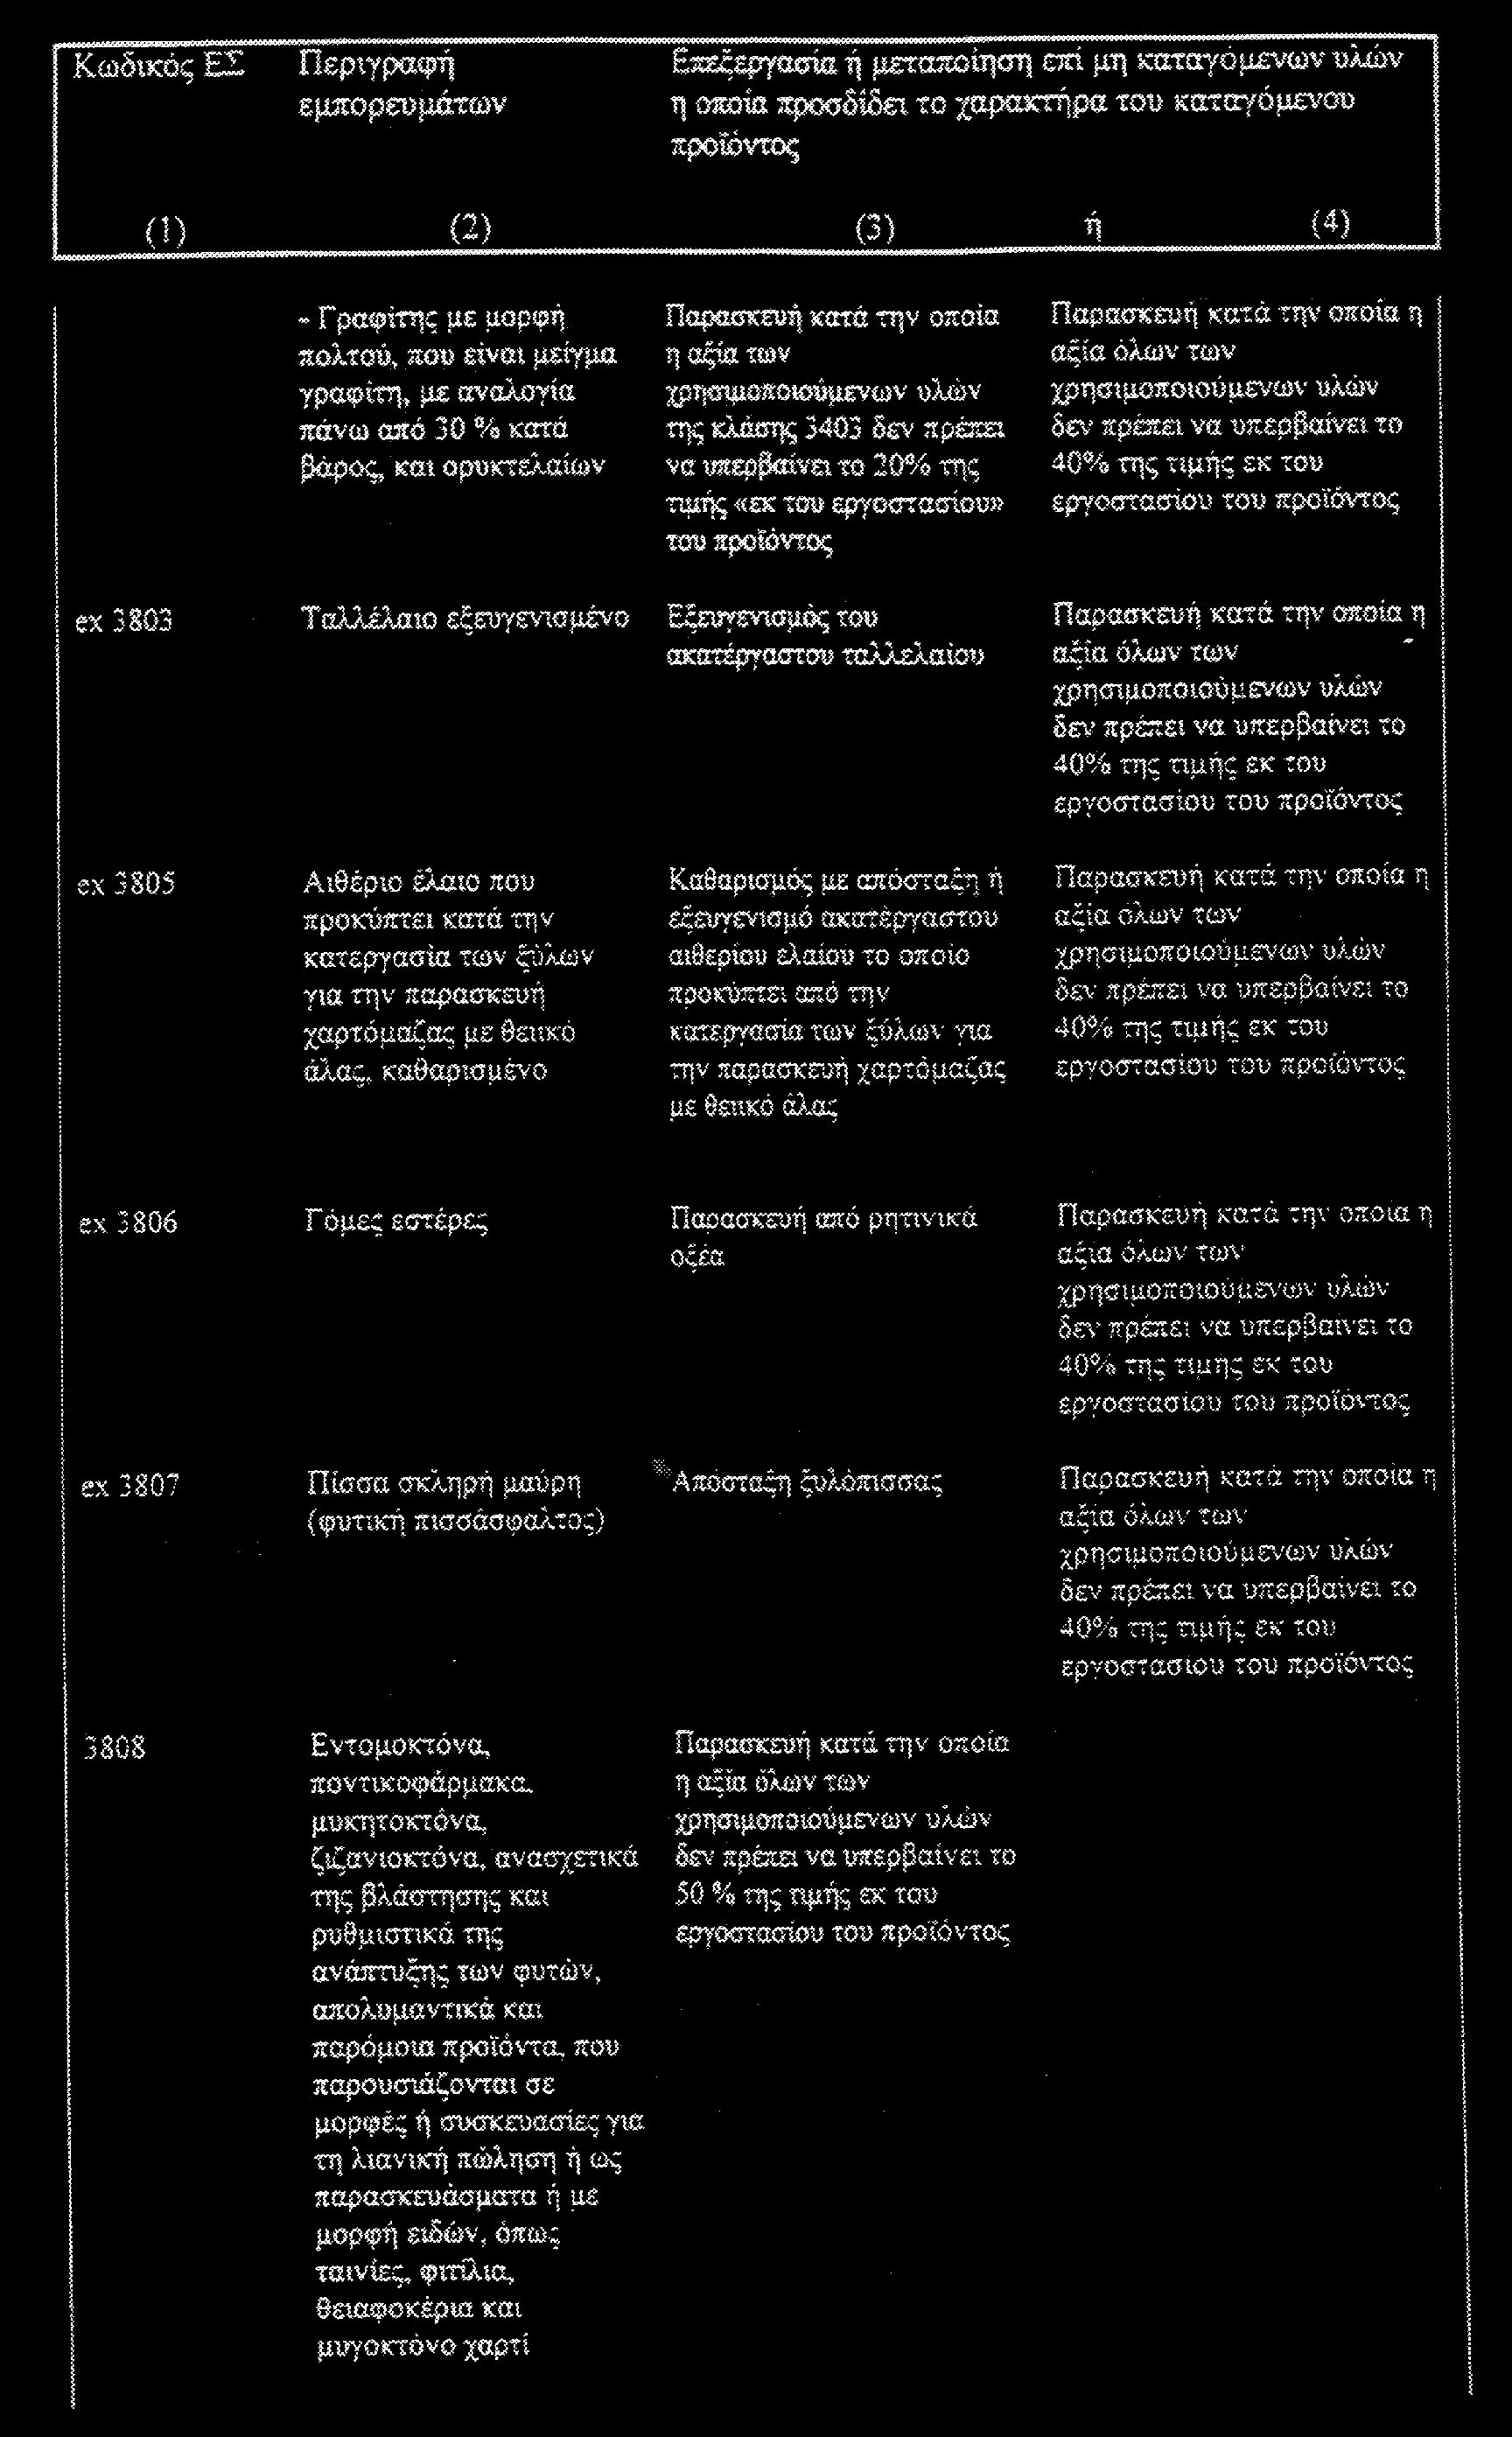 Κωδικός ΕΣ
Περιγραφή
εμπορευμάτων
Επεξεργασία ή μεταποίηση επί μη καταγόμενων υλών
η οποία προσδίδει το χαρακτήρα του καταγόμενου
προϊόντος
(1)
(2)
(3)
ή
(4)
- Γραφίτης με μορφή
πολτού, που είναι μείγμα
γραφίτη, με αναλογία
πάνω από 30 % κατά
βάρος, και ορυκτελαίων
Παρασκευή κατά την οποία
η αξία των
χρησιμοποιούμενων υλών
της κλάσης 3403 δεν πρέπει
να υπερβαίνει το 20% της
τιμής «εκ του εργοστασίου»
του προϊόντος
Παρασκευή κατά την οποία η
αξία όλων των
χρησιμοποιούμενων υλών
δεν πρέπει να υπερβαίνει το
40% της τιμής εκ του
εργοστασίου του προϊόντος
ex 3803
Ταλλέλαιο εξευγενισμένο
Εξευγενισμός του
ακατέργαστου ταλλελαίου
Παρασκευή κατά την οποία η
αξία όλων των
χρησιμοποιούμενων υλών
δεν πρέπει να υπερβαίνει το
40% της τιμής εκ του
εργοστασίου του προϊόντος
ex 3805
Αιθέριο έλαιο που
προκύπτει κατά την
κατεργασία των ξύλων
για την παρασκευή
χαρτόμαζας με θειικό
άλας, καθαρισμένο
Καθαρισμός με απόσταξη ή
εξευγενισμό ακατέργαστου
αιθερίου ελαίου το οποίο
προκύπτει από την
κατεργασία των ξύλων για
την παρασκευή χαρτόμαζας
με θειικό άλας
Παρασκευή κατά την οποία η
αξία όλων των
χρησιμοποιούμενων υλών
δεν πρέπει να υπερβαίνει το
40% της τιμής εκ του
εργοστασίου του προϊόντος
ex 3806
Γόμες εστέρες
Παρασκευή από ρητινικά
οξέα
Παρασκευή κατά την οποία η
αξία όλων των
χρησιμοποιούμενων υλών
δεν πρέπει να υπερβαίνει το
40% της τιμής εκ του
εργοστασίου του προϊόντος
ex 3807
Πίσσα σκληρή μαύρη
(φυτική πισσάσφαλτος)
Απόσταξη ξυλόπισσας
Παρασκευή κατά την οποία η
αξία όλων των
χρησιμοποιούμενων υλών
δεν πρέπει να υπερβαίνει το
40% της τιμής εκ του
εργοστασίου του προϊόντος
3808
Εντομοκτόνα,
ποντικοφάρμακα,
μυκητοκτόνα,
ζιζανιοκτόνα, ανασχετικά
της βλάστησης και
ρυθμιστικά της
ανάπτυξης των φυτών,
απολυμαντικά και
παρόμοια προϊόντα, που
παρουσιάζονται σε
μορφές ή συσκευασίες για
τη λιανική πώληση ή ως
παρασκευάσματα ή με
μορφή ειδών, όπως
ταινίες, φιτίλια,
θειαφοκέρια και
μυγοκτόνο χαρτί
Παρασκευή κατά την οποία
η αξία όλων των
χρησιμοποιούμενων υλών
δεν πρέπει να υπερβαίνει το
50 % της τιμής εκ του
εργοστασίου του προϊόντος